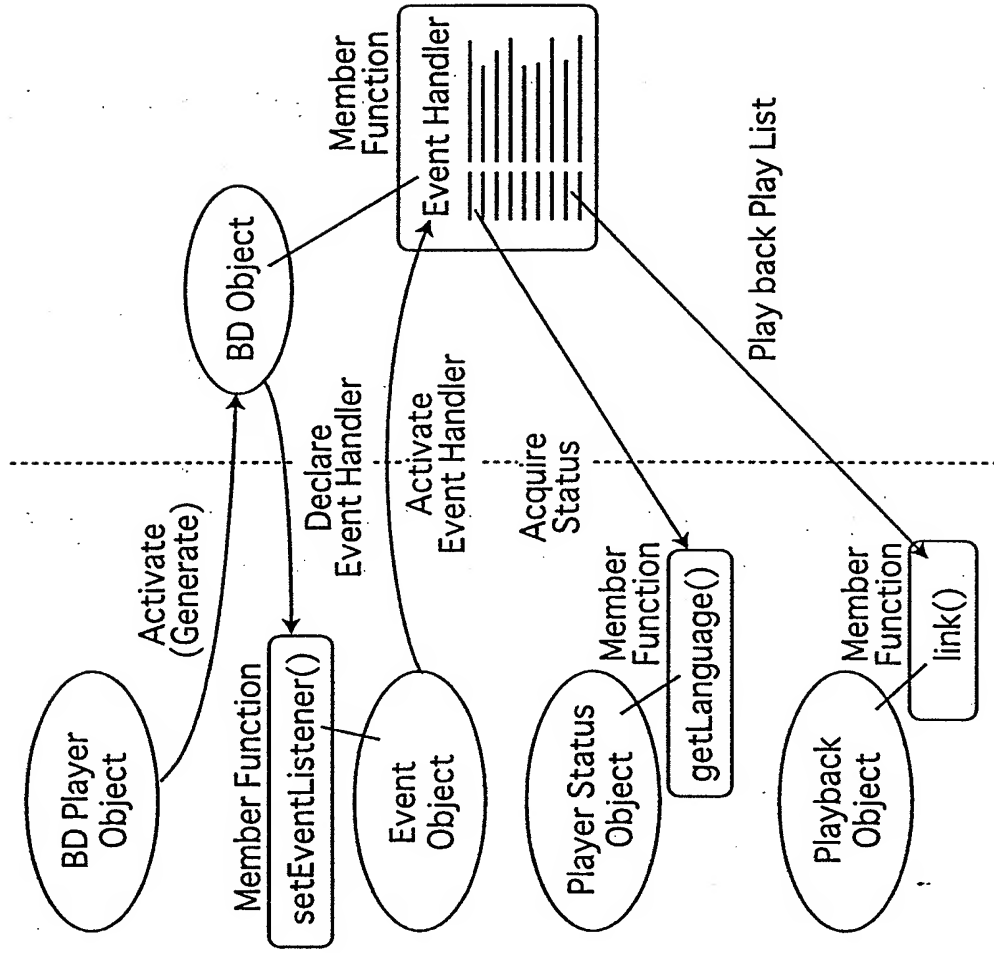 BD Player
Object
Activate
(Generate)
BD Object
Member Function
setEventListener()
Declare
Event Handler
Member
Function
Event Handler
Event
Object
Activate
Event Handler
Player Status
Object
Member
Function
getLanguage()
Acquire
Status
Playback
Object
Member
Function
link()
Play back Play List